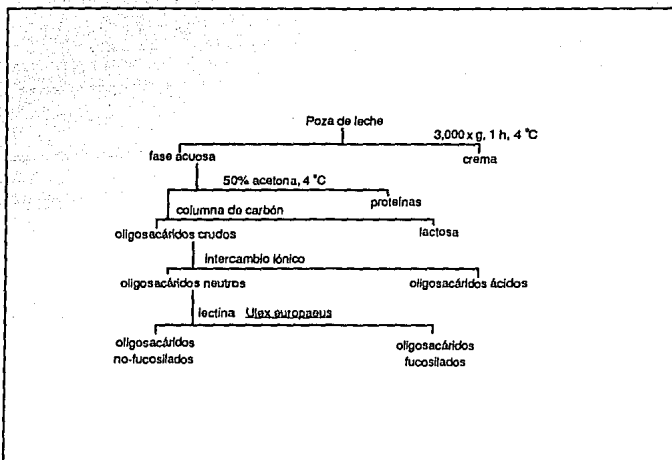 Poza de leche
3,000 x g, 1 h, 4 °C
fase acuosa
crema
50% acetona, 4 °C
proteínas
columna de carbón
oligosacáridos crudos
lactosa
Intercambio iónico
oligosacáridos neutros
oligosacáridos ácidos
lectina Ulex europaeus
oligosacáridos
no-fucosilados
oligosacáridos
fucosilados